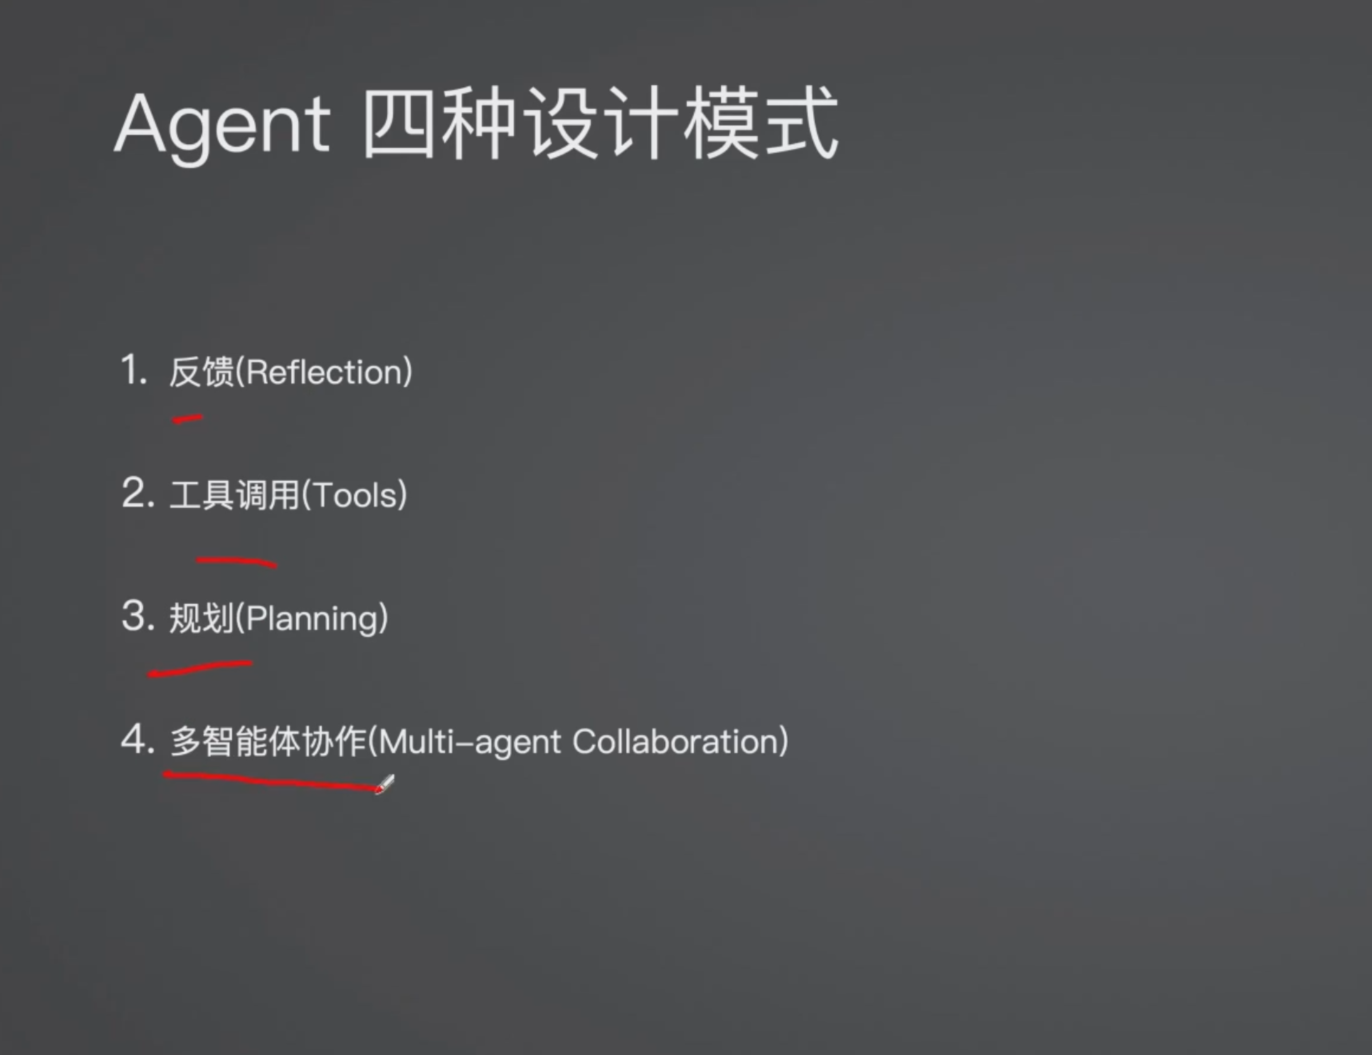 Agent 四种设计模式
1. 反馈(Reflection)
2. 工具调用(Tools)
3. 规划(Planning)
4. 多智能体协作(Multi-agent Collaboration)